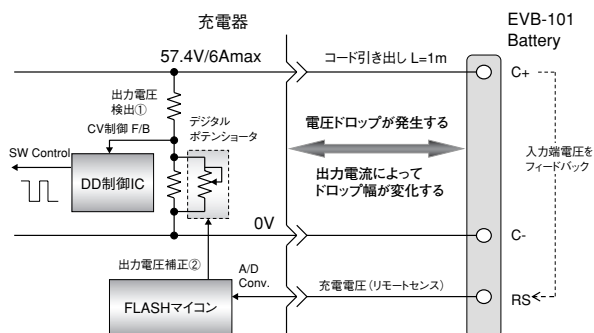 充電器
EVB-101
Battery
57.4V/6Amax
コード引き出し L=1m
C+
出力電圧
検出①
CV制御 F/B
デジタル
ポテンショータ
電圧ドロップが発生する
SW Control
DD制御IC
出力電流によって
ドロップ幅が変化する
入力端電圧を
フィードバック
0V
C-
出力電圧補正②
A/D
Conv.
充電電圧(リモートセンス)
FLASHマイコン
RS